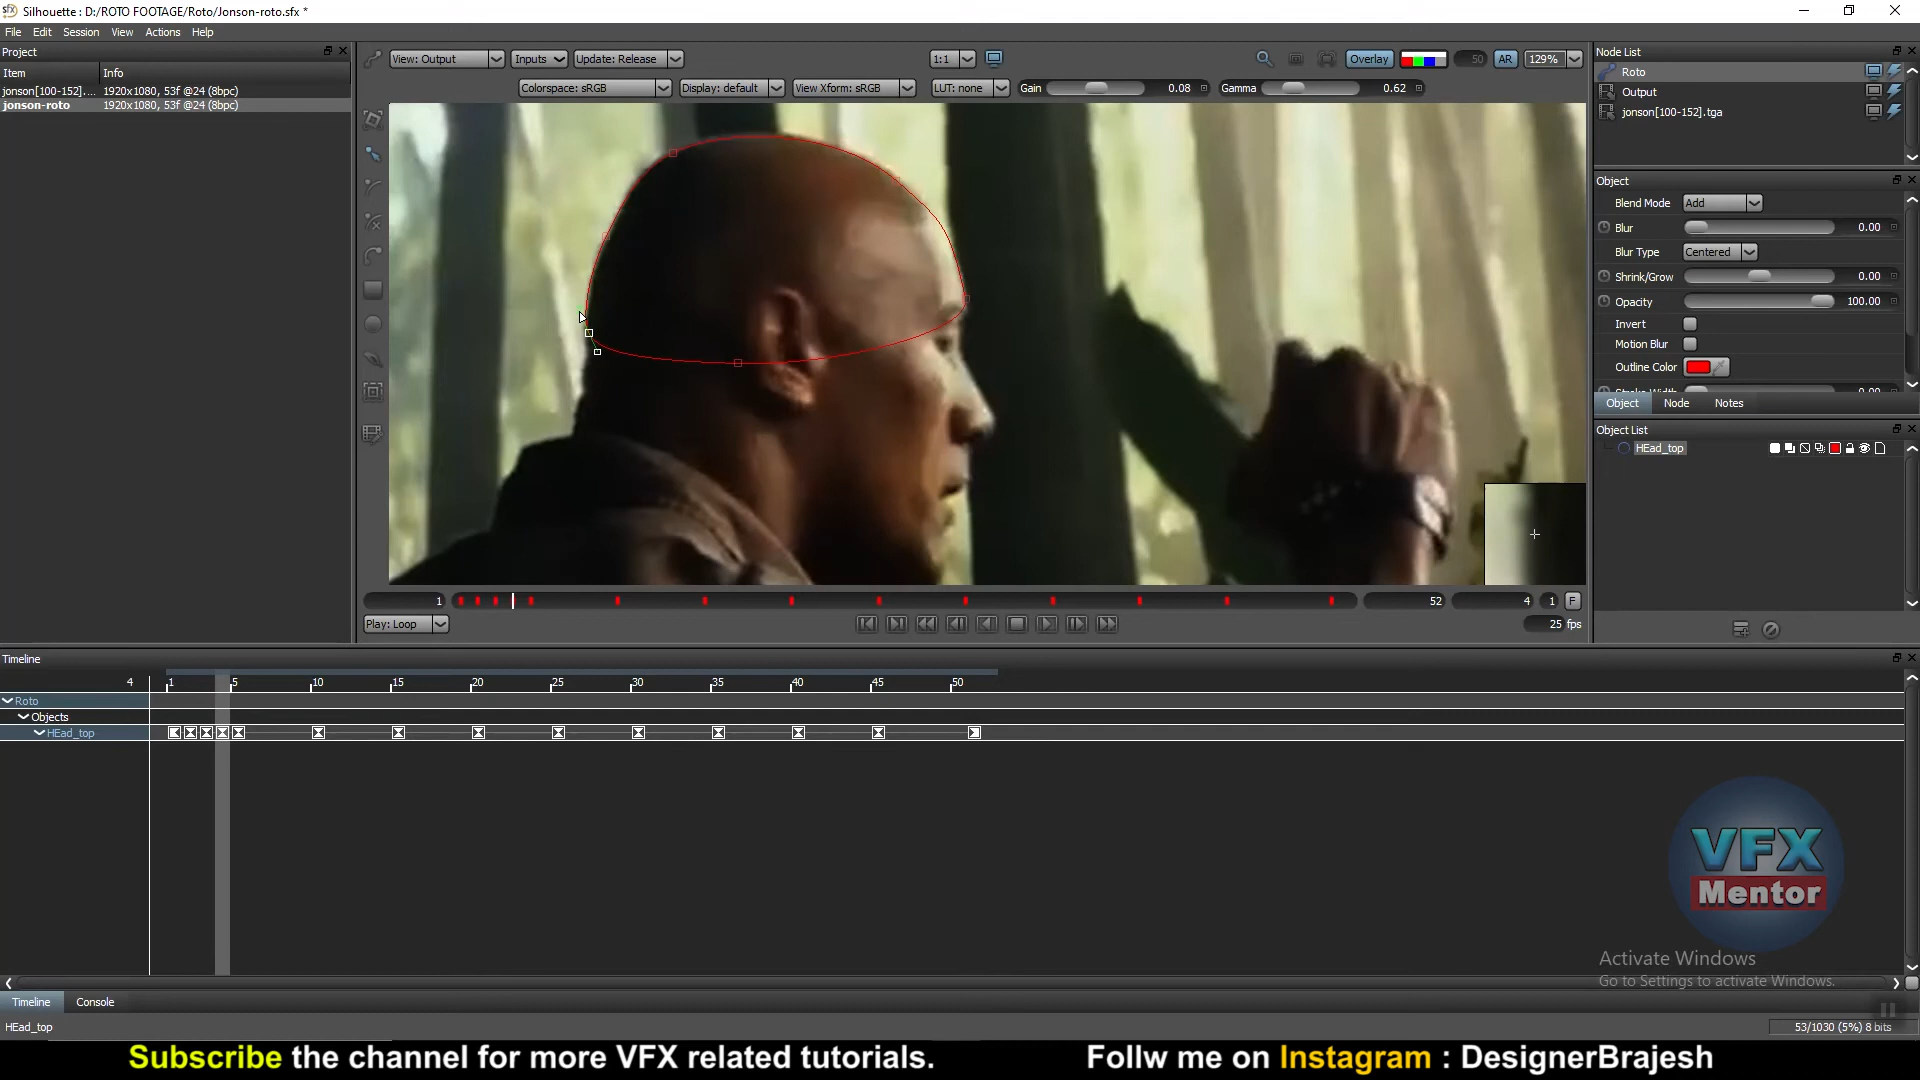 Silhouette : D:/ROTO FOOTAGE/Roto/Jonson-roto.sfx *
File Edit Session View Actions Help
Project
Item Info
jonson[100-152].... 1920x1080, 53f @24 (8bpc)
jonson-roto 1920x1080, 53f @24 (8bpc)
View: Output Inputs Update: Release 1:1 Overlay 50 AR 129%
Colorspace: sRGB Display: default View Xform: sRGB LUT: none Gain 0.08 Gamma 0.62
1 52 4 1 F
Play: Loop 25 fps
Node List
Roto
Output
jonson[100-152].tga
Object
Blend Mode Add
Blur 0.00
Blur Type Centered
Shrink/Grow 0.00
Opacity 100.00
Invert
Motion Blur
Outline Color
Stroke Width 0.00
Object Node Notes
Object List
HEad_top
Timeline
4 1 5 10 15 20 25 30 35 40 45 50
Roto
Objects
HEad_top
VFX
Mentor
Activate Windows
Go to Settings to activate Windows.
Timeline Console
HEad_top
53/1030 (5%) 8 bits
Subscribe the channel for more VFX related tutorials. Follw me on Instagram : DesignerBrajesh